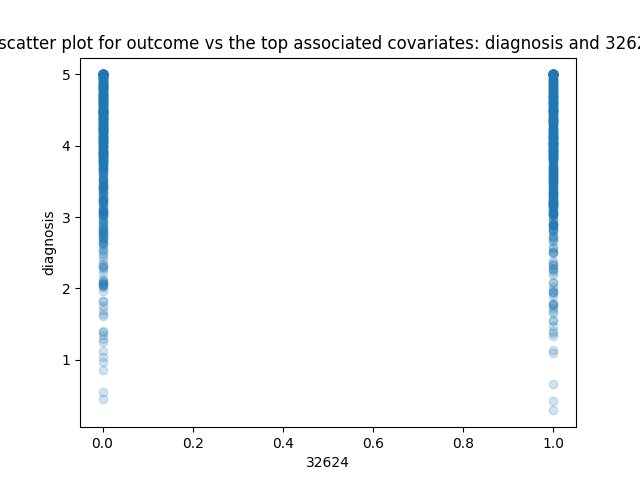 scatter plot for outcome vs the top associated covariates: diagnosis and 3262
5
4
3
2
1
diagnosis
0.0 0.2 0.4 0.6 0.8 1.0
32624